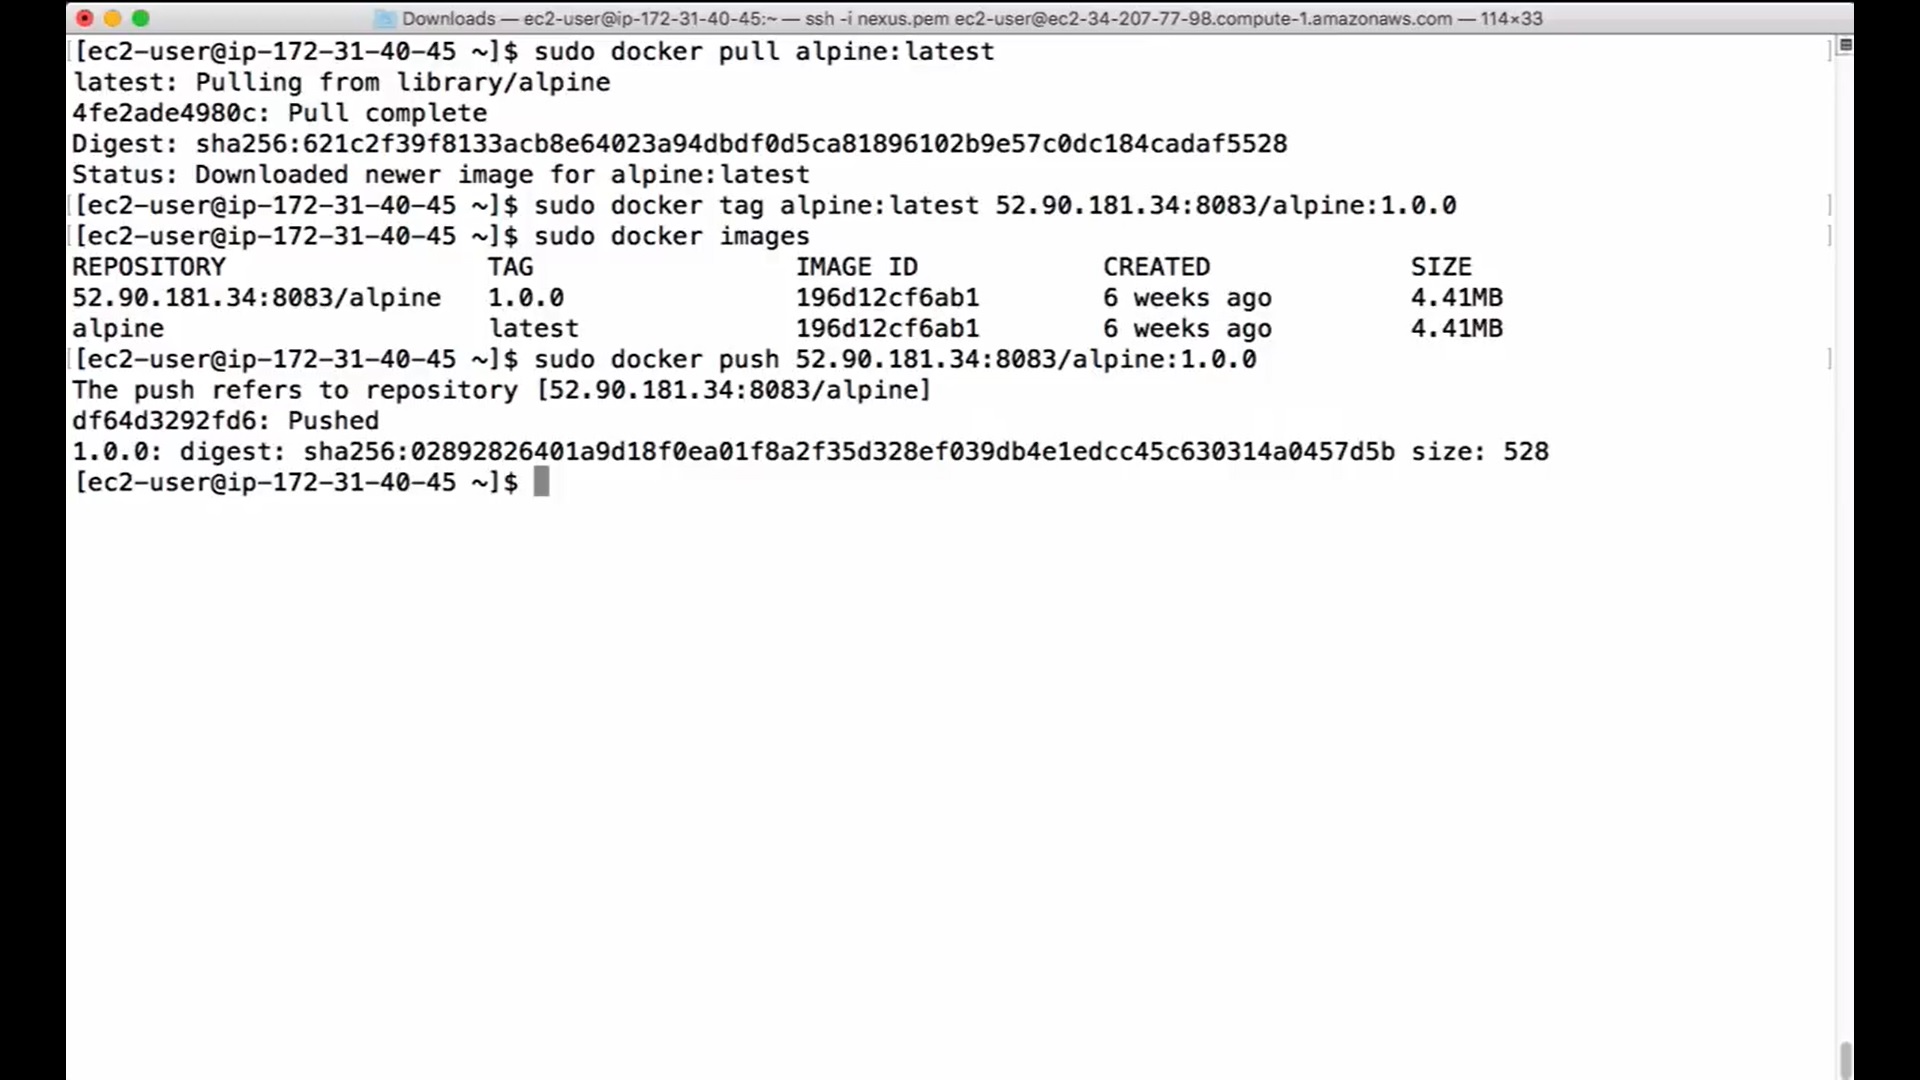 Downloads — ec2-user@ip-172-31-40-45:~ — ssh -i nexus.pem ec2-user@ec2-34-207-77-98.compute-1.amazonaws.com — 114×33
[ec2-user@ip-172-31-40-45 ~]$ sudo docker pull alpine:latest
latest: Pulling from library/alpine
4fe2ade4980c: Pull complete
Digest: sha256:621c2f39f8133acb8e64023a94dbdf0d5ca81896102b9e57c0dc184cadaf5528
Status: Downloaded newer image for alpine:latest
[ec2-user@ip-172-31-40-45 ~]$ sudo docker tag alpine:latest 52.90.181.34:8083/alpine:1.0.0
[ec2-user@ip-172-31-40-45 ~]$ sudo docker images
REPOSITORY TAG IMAGE ID CREATED SIZE
52.90.181.34:8083/alpine 1.0.0 196d12cf6ab1 6 weeks ago 4.41MB
alpine latest 196d12cf6ab1 6 weeks ago 4.41MB
[ec2-user@ip-172-31-40-45 ~]$ sudo docker push 52.90.181.34:8083/alpine:1.0.0
The push refers to repository [52.90.181.34:8083/alpine]
df64d3292fd6: Pushed
1.0.0: digest: sha256:02892826401a9d18f0ea01f8a2f35d328ef039db4e1edcc45c630314a0457d5b size: 528
[ec2-user@ip-172-31-40-45 ~]$